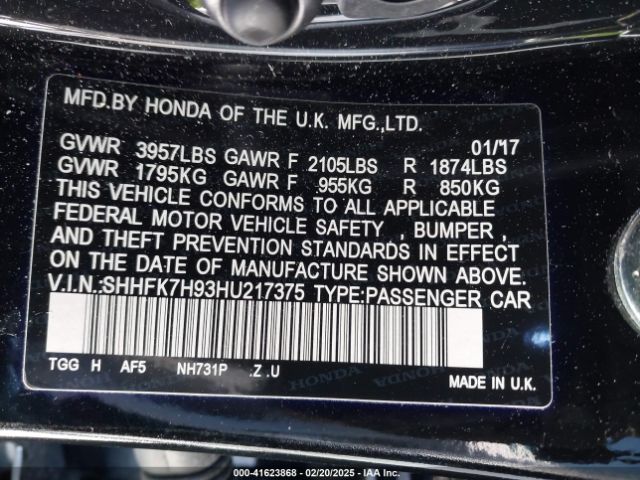 MFD.BY HONDA OF THE U.K. MFG.,LTD.
01/17
GVWR 3957LBS GAWR F 2105LBS R 1874LBS
GVWR 1795KG GAWR F 955KG R 850KG
THIS VEHICLE CONFORMS TO ALL APPLICABLE
FEDERAL MOTOR VEHICLE SAFETY , BUMPER ,
AND THEFT PREVENTION STANDARDS IN EFFECT
ON THE DATE OF MANUFACTURE SHOWN ABOVE.
V.I.N.:SHHFK7H93HU217375 TYPE:PASSENGER CAR
TGG H AF5 NH731P .Z .U
HONDA HONDA
MADE IN U.K.
000-41623868 - 02/20/2025 - IAA Inc.